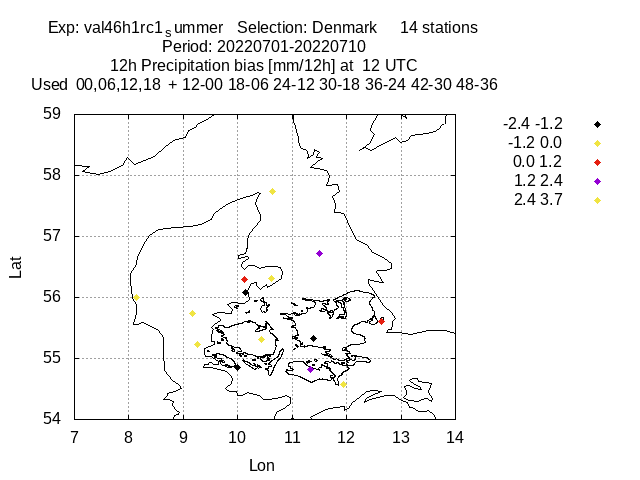 Exp: val46h1rc1summer   Selection: Denmark     14 stations
Period: 20220701-20220710
12h Precipitation bias [mm/12h] at  12 UTC
Used  00,06,12,18  + 12-00 18-06 24-12 30-18 36-24 42-30 48-36
-2.4 -1.2
-1.2 0.0
0.0 1.2
1.2 2.4
2.4 3.7
59
58
57
56
55
54
Lat
7 8 9 10 11 12 13 14
Lon